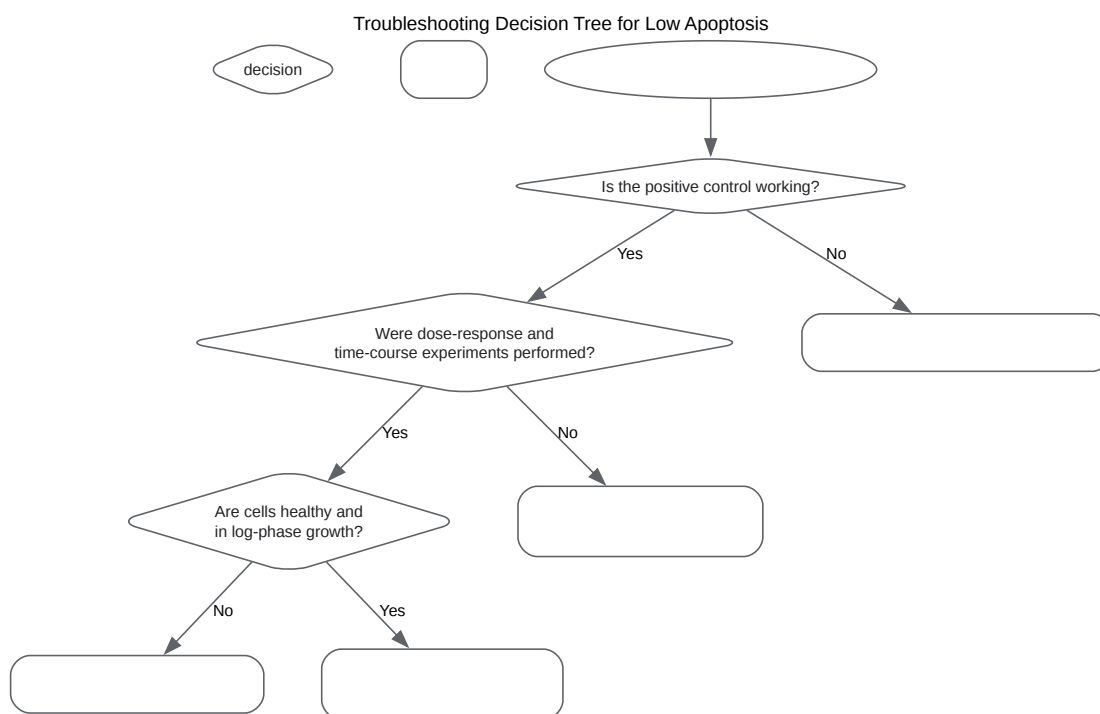 Troubleshooting Decision Tree for Low Apoptosis
decision
Is the positive control working?
Yes
No
Were dose-response and
time-course experiments performed?
Yes
No
Are cells healthy and
in log-phase growth?
No
Yes